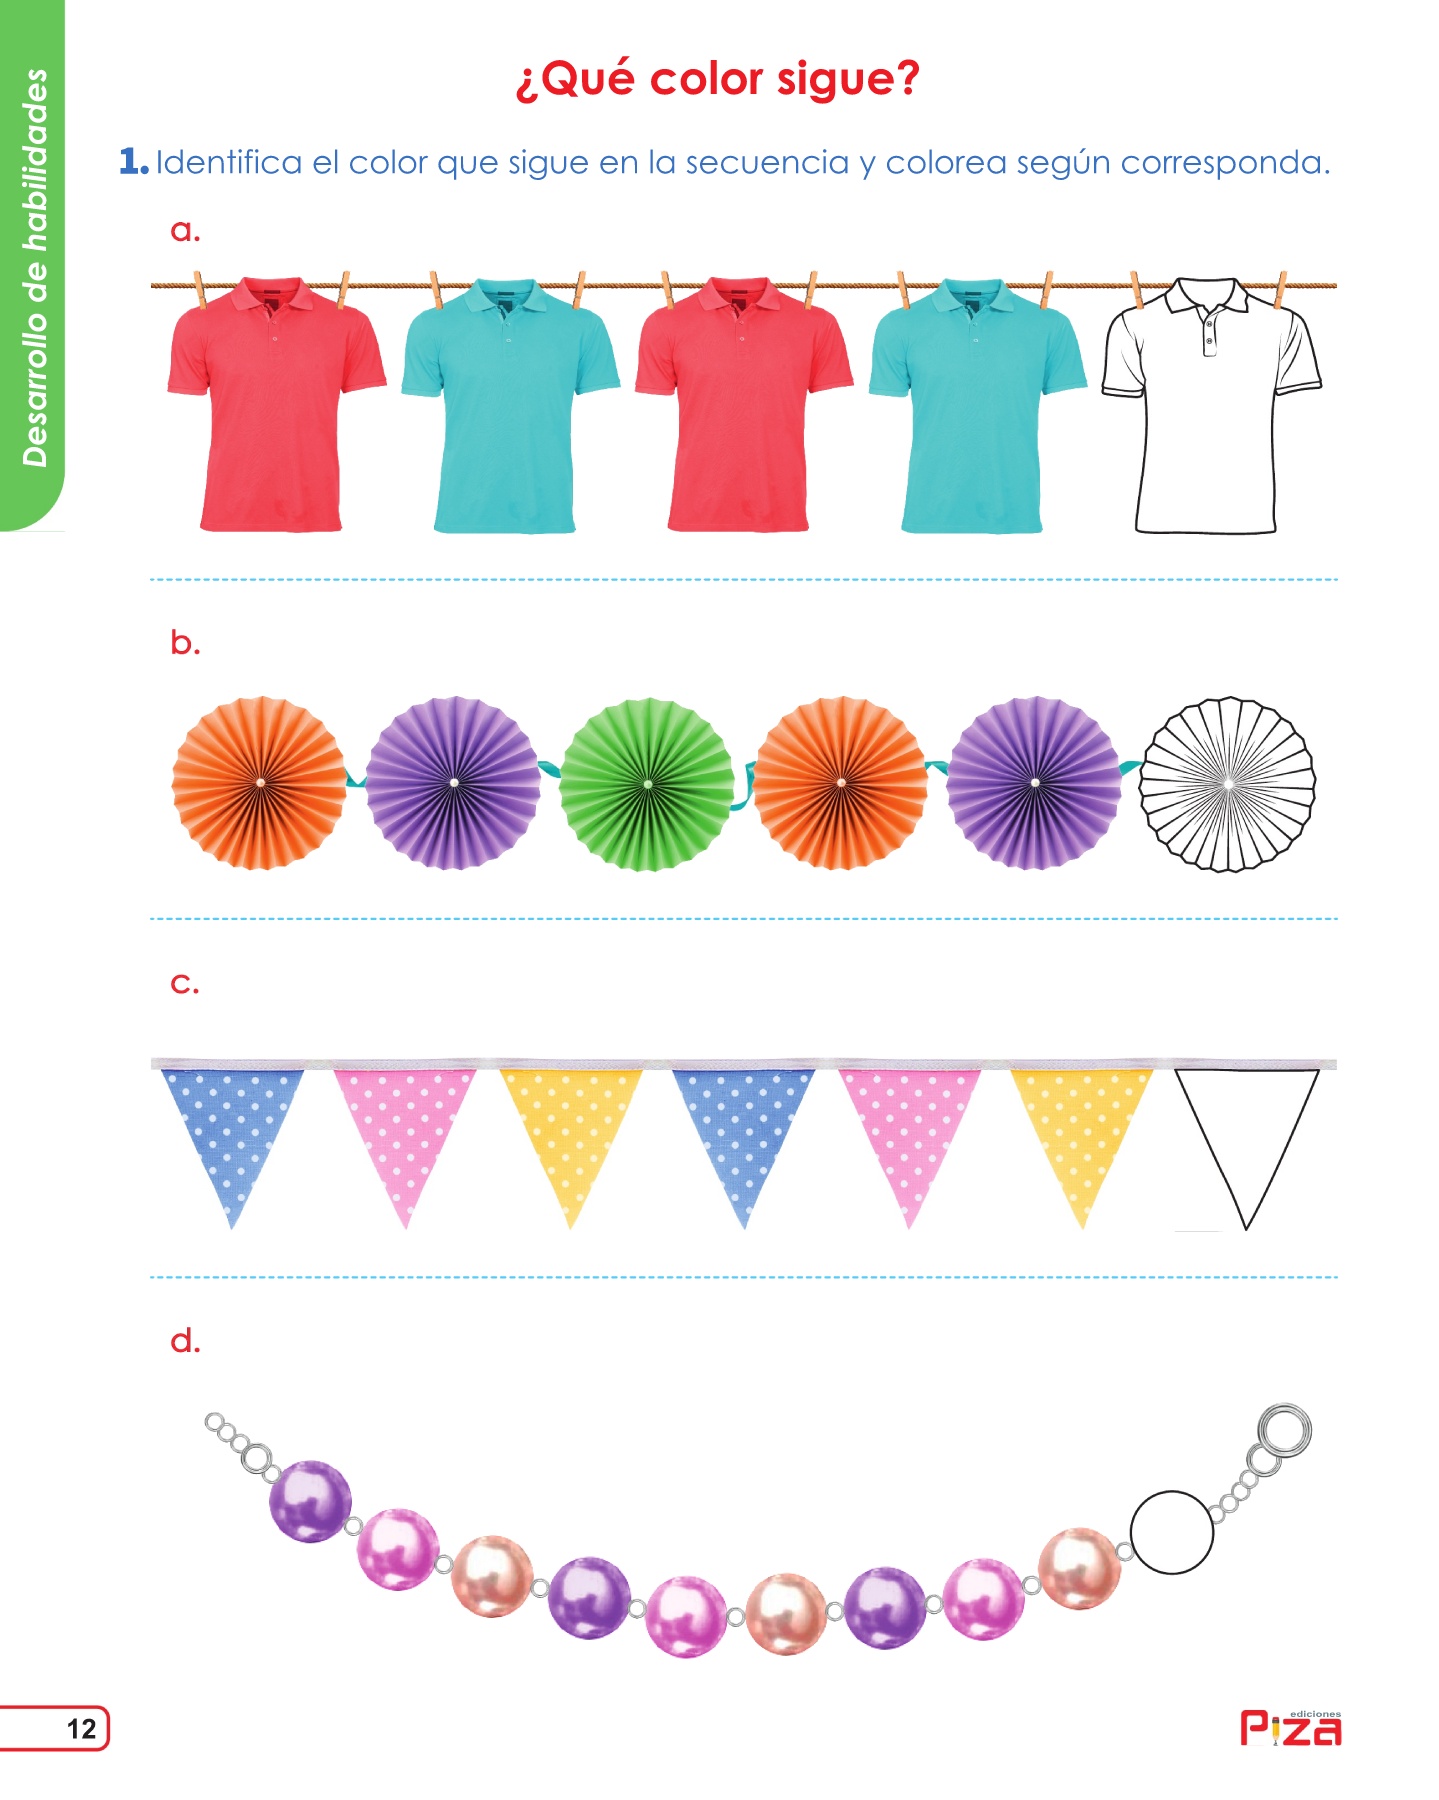 Desarrollo de habilidades
¿Qué color sigue?
1. Identifica el color que sigue en la secuencia y colorea según corresponda.
a.
b.
c.
d.
12
ediciones
Piza